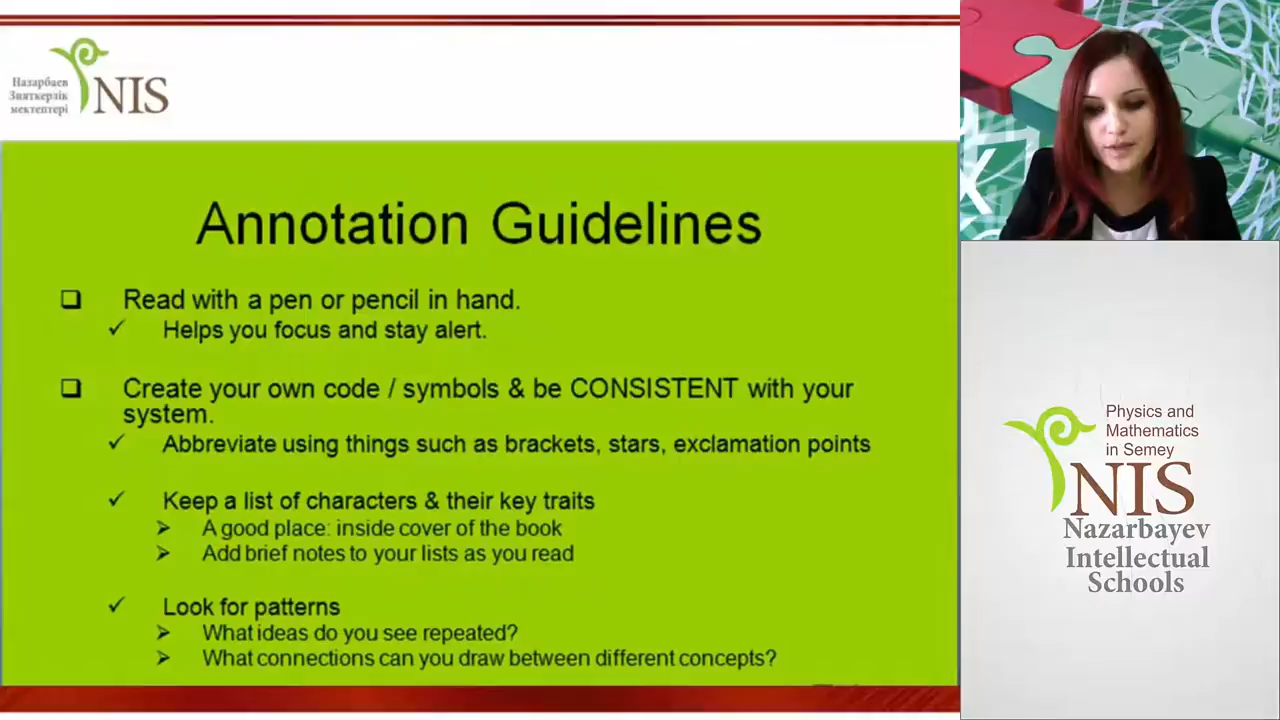 Назарбаев
Зияткерлік
мектептері
NIS
Annotation Guidelines
Read with a pen or pencil in hand.
Helps you focus and stay alert.
Create your own code / symbols & be CONSISTENT with your
system.
Abbreviate using things such as brackets, stars, exclamation points
Keep a list of characters & their key traits
A good place: inside cover of the book
Add brief notes to your lists as you read
Look for patterns
What ideas do you see repeated?
What connections can you draw between different concepts?
Physics and
Mathematics
in Semey
NIS
Nazarbayev
Intellectual
Schools